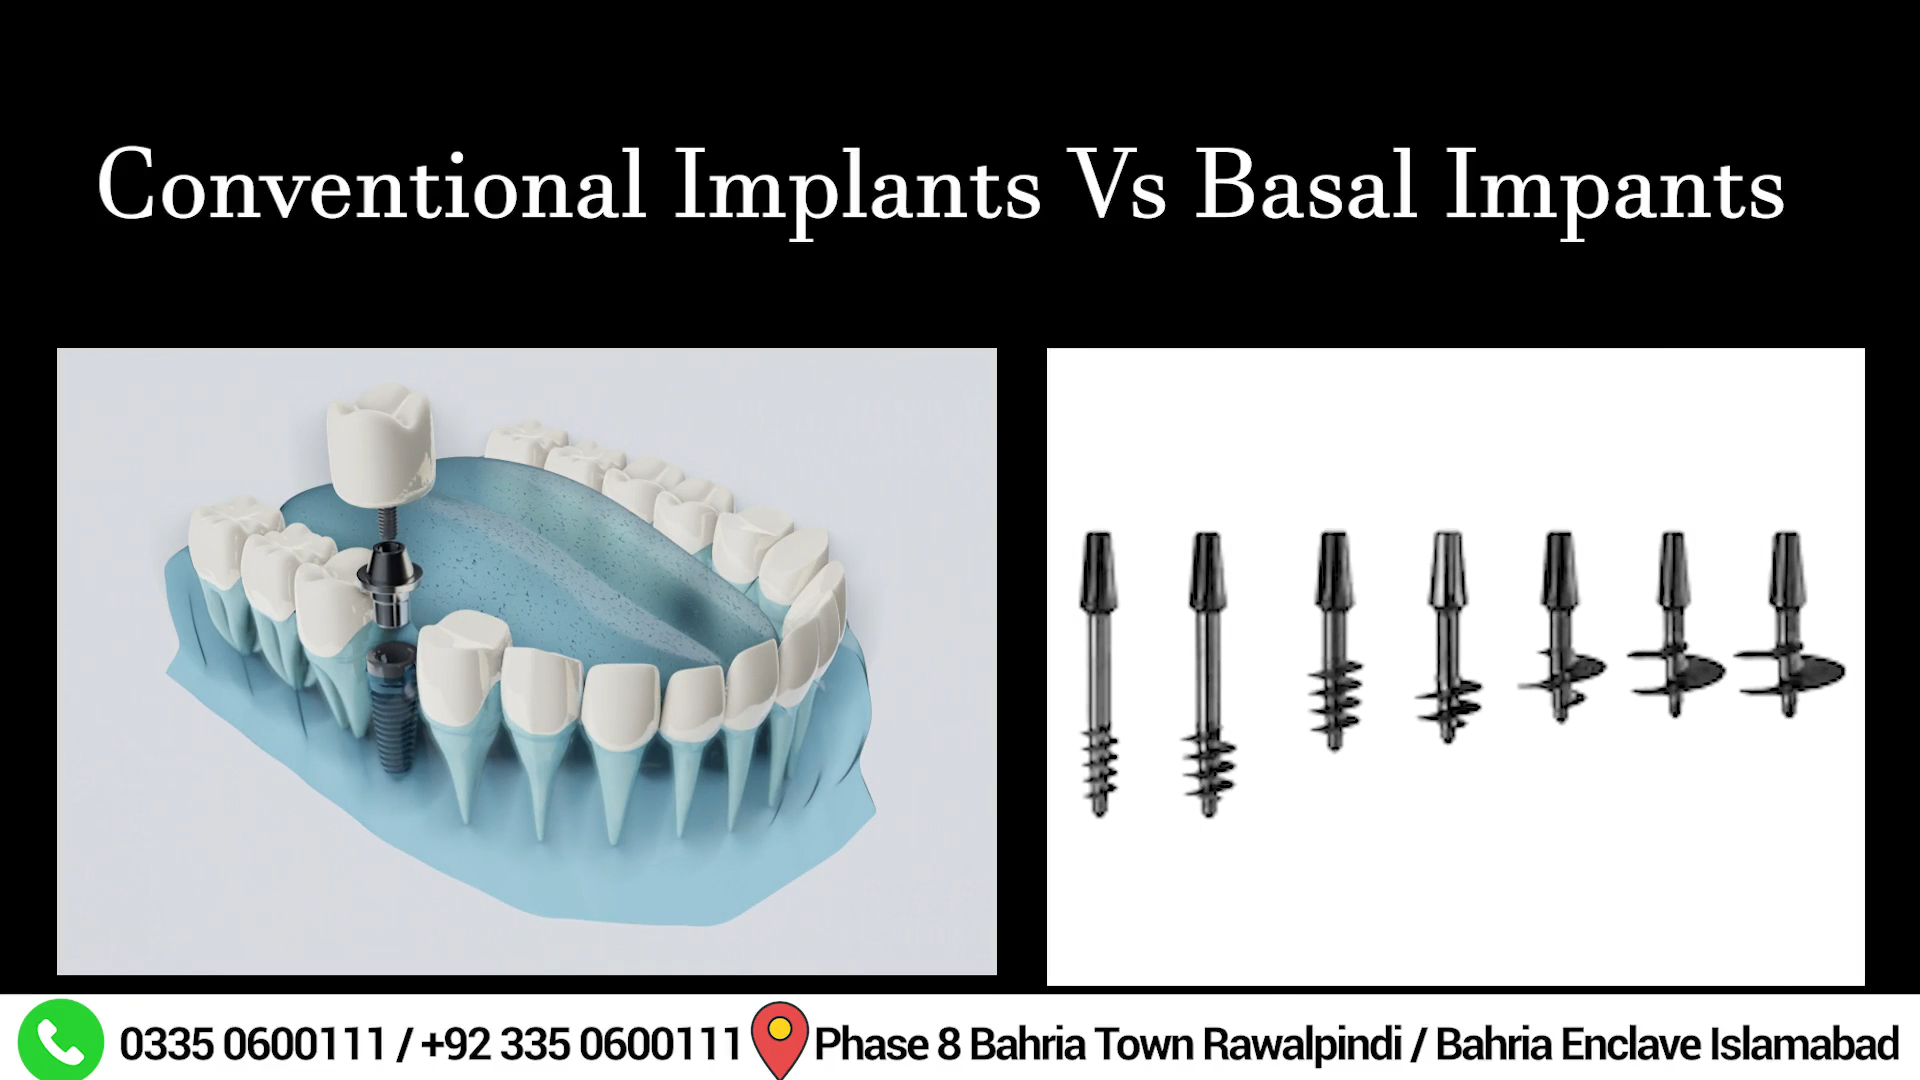 Conventional Implants Vs Basal Impants
0335 0600111 / +92 335 0600111 Phase 8 Bahria Town Rawalpindi / Bahria Enclave Islamabad